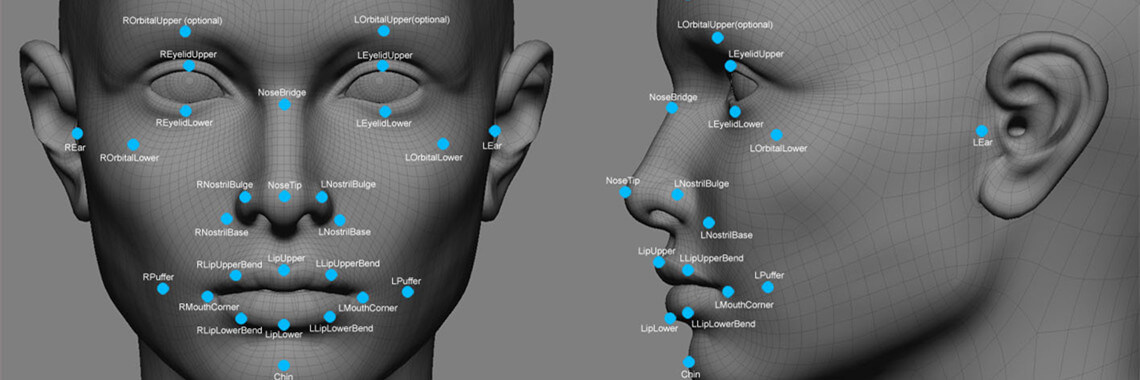 ROrbitalUpper (optional)
LOrbitalUpper(optional)
REyelidUpper
LEyelidUpper
NoseBridge
REyelidLower
LEyelidLower
REar
ROrbitalLower
LOrbitalLower
LEar
RNostrilBulge
NoseTip
LNostrilBulge
RNostrilBase
LNostrilBase
LipUpper
RLipUpperBend
LLipUpperBend
RPuffer
LPuffer
RMouthCorner
LMouthCorner
RLipLowerBend
LipLower
LLipLowerBend
Chin
LOrbitalUpper(optional)
LEyelidUpper
NoseBridge
LEyelidLower
LOrbitalLower
LEar
NoseTip
LNostrilBulge
LNostrilBase
LipUpper
LLipUpperBend
LPuffer
LMouthCorner
LipLower
LLipLowerBend
Chin